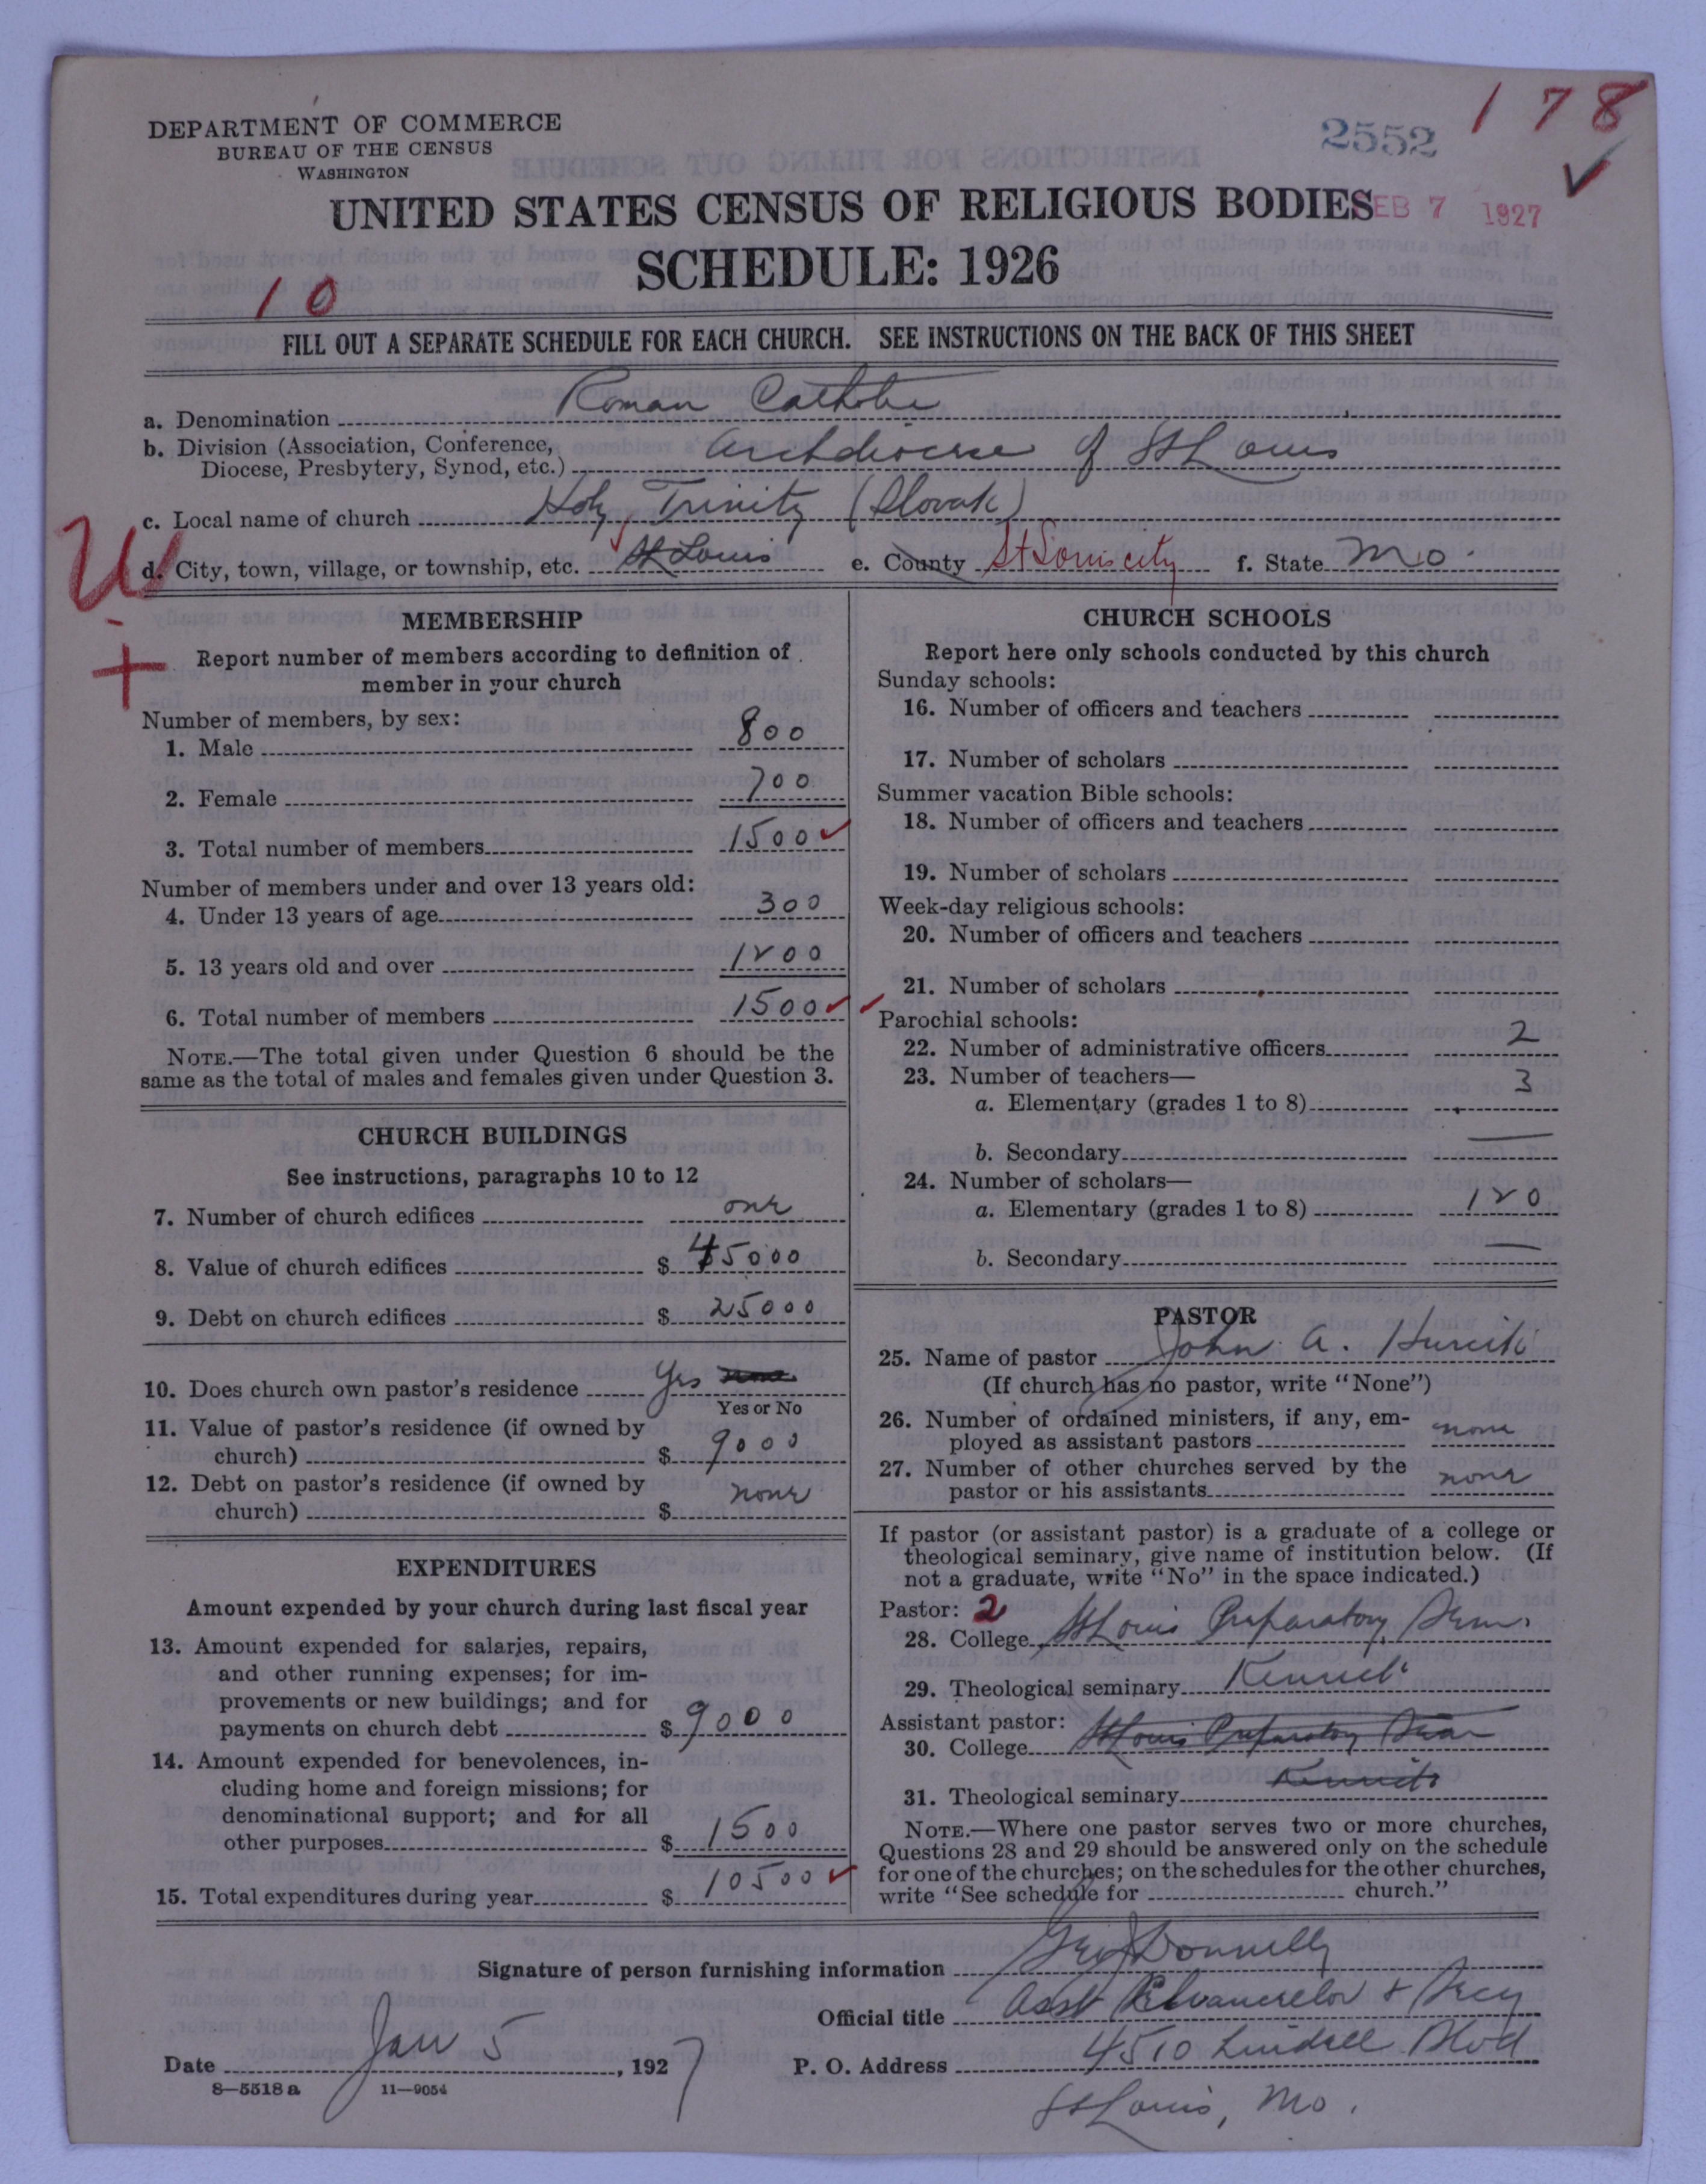 DEPARTMENT OF COMMERCE
BUREAU OF THE CENSUS
WASHINGTON
2552
178
UNITED STATES CENSUS OF RELIGIOUS BODIES
EB 7 1927
SCHEDULE: 1926
10
FILL OUT A SEPARATE SCHEDULE FOR EACH CHURCH. SEE INSTRUCTIONS ON THE BACK OF THIS SHEET
a. Denomination Roman Catholic
b. Division (Association, Conference,
Diocese, Presbytery, Synod, etc.) Archdiocese of St Louis
c. Local name of church Holy Trinity (Slovak)
d. City, town, village, or township, etc. St Louis e. County St Louis city f. State Mo.
MEMBERSHIP
Report number of members according to definition of
member in your church
Number of members, by sex:
1. Male 800
2. Female 700
3. Total number of members 1500
Number of members under and over 13 years old:
4. Under 13 years of age 300
5. 13 years old and over 1200
6. Total number of members 1500
NOTE.—The total given under Question 6 should be the
same as the total of males and females given under Question 3.
CHURCH BUILDINGS
See instructions, paragraphs 10 to 12
7. Number of church edifices one
8. Value of church edifices $ 45000
9. Debt on church edifices $ 25000
10. Does church own pastor's residence Yes
Yes or No
11. Value of pastor's residence (if owned by
church) $ 9000
12. Debt on pastor's residence (if owned by
church) $ none
EXPENDITURES
Amount expended by your church during last fiscal year
13. Amount expended for salaries, repairs,
and other running expenses; for im-
provements or new buildings; and for
payments on church debt $ 9000
14. Amount expended for benevolences, in-
cluding home and foreign missions; for
denominational support; and for all
other purposes $ 1500
15. Total expenditures during year $ 10500
CHURCH SCHOOLS
Report here only schools conducted by this church
Sunday schools:
16. Number of officers and teachers
17. Number of scholars
Summer vacation Bible schools:
18. Number of officers and teachers
19. Number of scholars
Week-day religious schools:
20. Number of officers and teachers
21. Number of scholars
Parochial schools:
22. Number of administrative officers 2
23. Number of teachers—
a. Elementary (grades 1 to 8) 3
b. Secondary —
24. Number of scholars—
a. Elementary (grades 1 to 8) 120
b. Secondary —
PASTOR
25. Name of pastor John A.
(If church has no pastor, write "None")
26. Number of ordained ministers, if any, em-
ployed as assistant pastors none
27. Number of other churches served by the
pastor or his assistants none
If pastor (or assistant pastor) is a graduate of a college or
theological seminary, give name of institution below. (If
not a graduate, write "No" in the space indicated.)
Pastor: 2
28. College St Louis Preparatory Sem.
29. Theological seminary Kenrick
Assistant pastor:
30. College St Louis Preparatory Sem
31. Theological seminary Kenrick
NOTE.—Where one pastor serves two or more churches,
Questions 28 and 29 should be answered only on the schedule
for one of the churches; on the schedules for the other churches,
write "See schedule for church."
Signature of person furnishing information Geo J Donnelly
Official title Asst Chancellor & Secy
Date Jan 5, 1927 P. O. Address 4510 Lindell Blvd
8—5518 a 11—9054
St Louis, Mo.